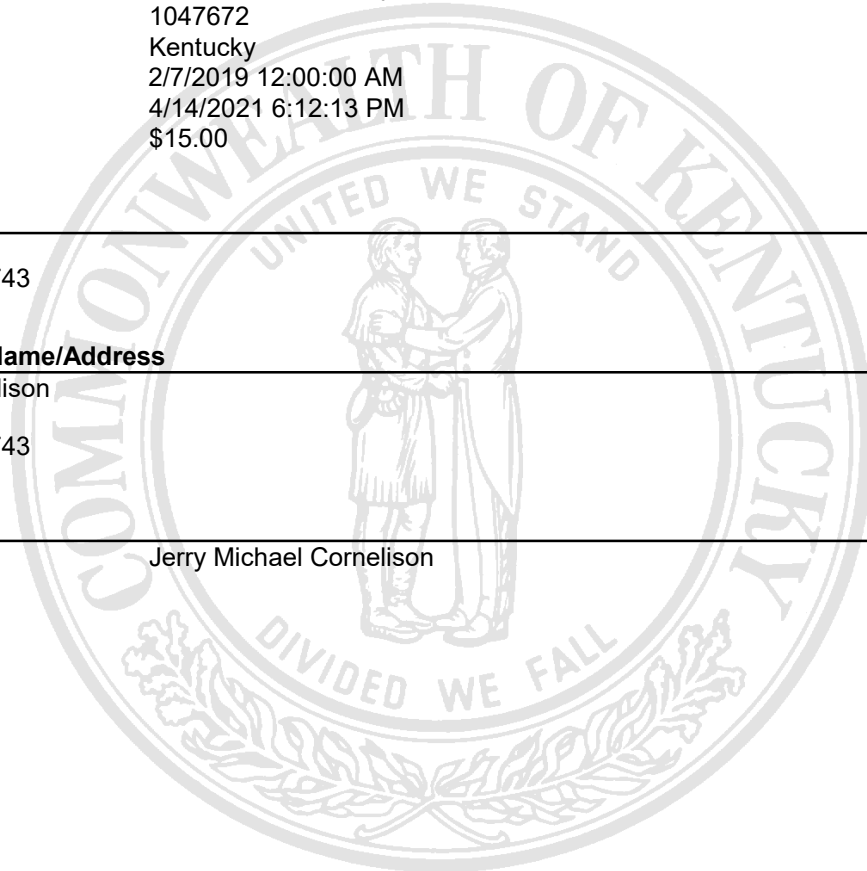 1047672
Kentucky
2/7/2019 12:00:00 AM
4/14/2021 6:12:13 PM
$15.00
743
Name/Address
lison
743
Jerry Michael Cornelison
COMMONWEALTH OF KENTUCKY
UNITED WE STAND
DIVIDED WE FALL